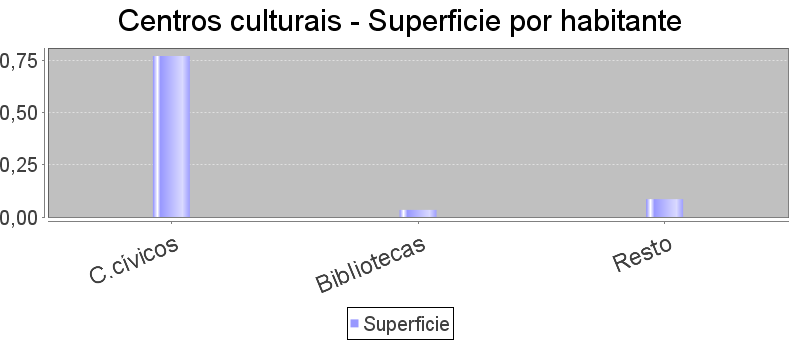 Centros culturais - Superficie por habitante
0,75
0,50
0,25
0,00
C.cívicos
Bibliotecas
Resto
Superficie